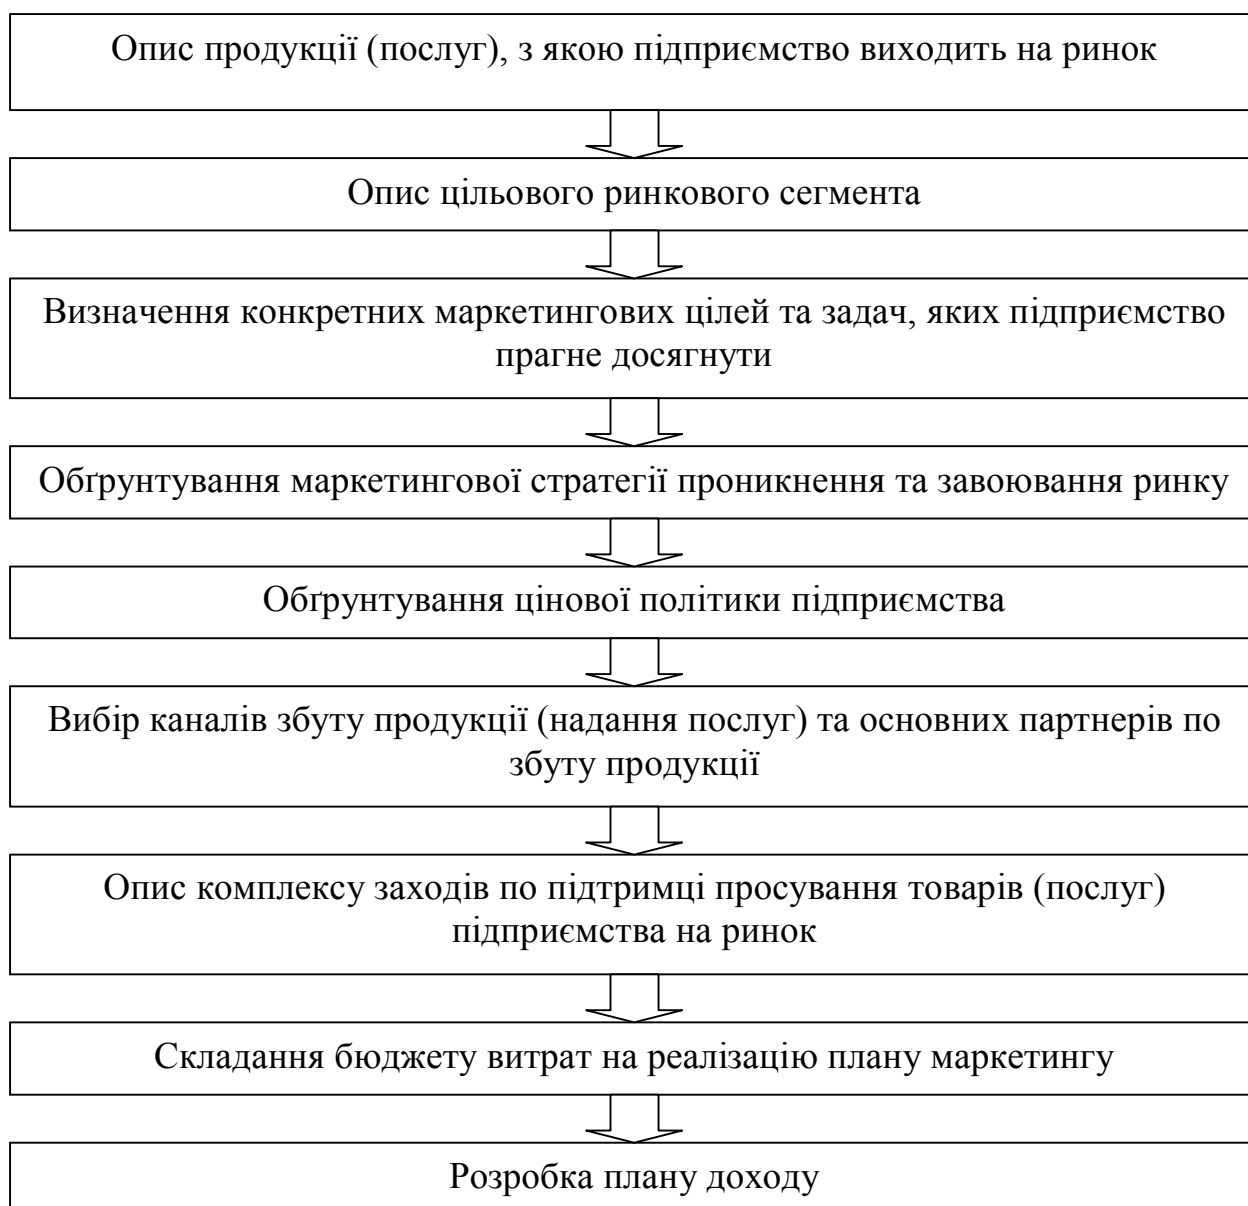 Опис продукції (послуг), з якою підприємство виходить на ринок
Опис цільового ринкового сегмента
Визначення конкретних маркетингових цілей та задач, яких підприємство
прагне досягнути
Обґрунтування маркетингової стратегії проникнення та завоювання ринку
Обґрунтування цінової політики підприємства
Вибір каналів збуту продукції (надання послуг) та основних партнерів по
збуту продукції
Опис комплексу заходів по підтримці просування товарів (послуг)
підприємства на ринок
Складання бюджету витрат на реалізацію плану маркетингу
Розробка плану доходу